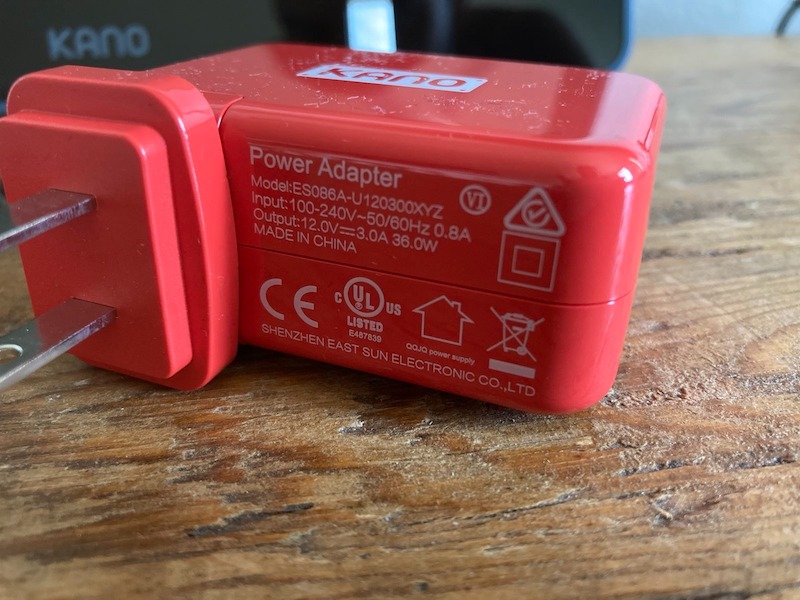 KANO
KANO
Power Adapter
Model:ES086A-U120300XYZ
Input:100-240V~50/60Hz 0.8A
Output:12.0V⎓3.0A 36.0W
MADE IN CHINA
VI
CE
C UL US
LISTED
E487839
QQJQ power supply
SHENZHEN EAST SUN ELECTRONIC CO.,LTD